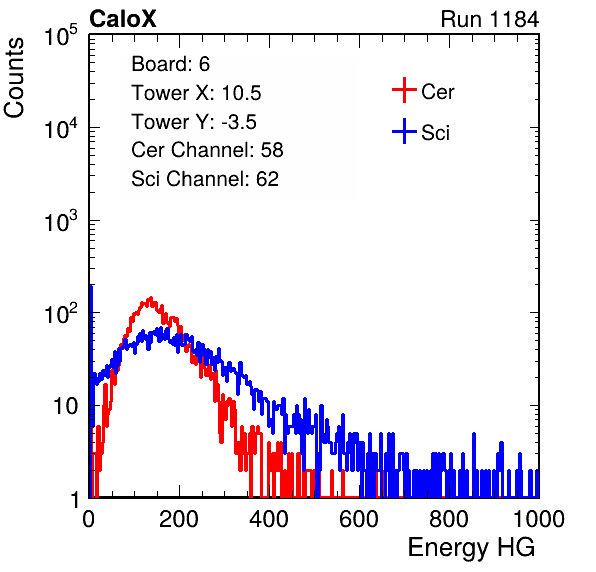 CaloX Run 1184
Counts
Board: 6
Tower X: 10.5
Tower Y: -3.5
Cer Channel: 58
Sci Channel: 62
Cer
Sci
10^5
10^4
10^3
10^2
10
1
0 200 400 600 800 1000
Energy HG